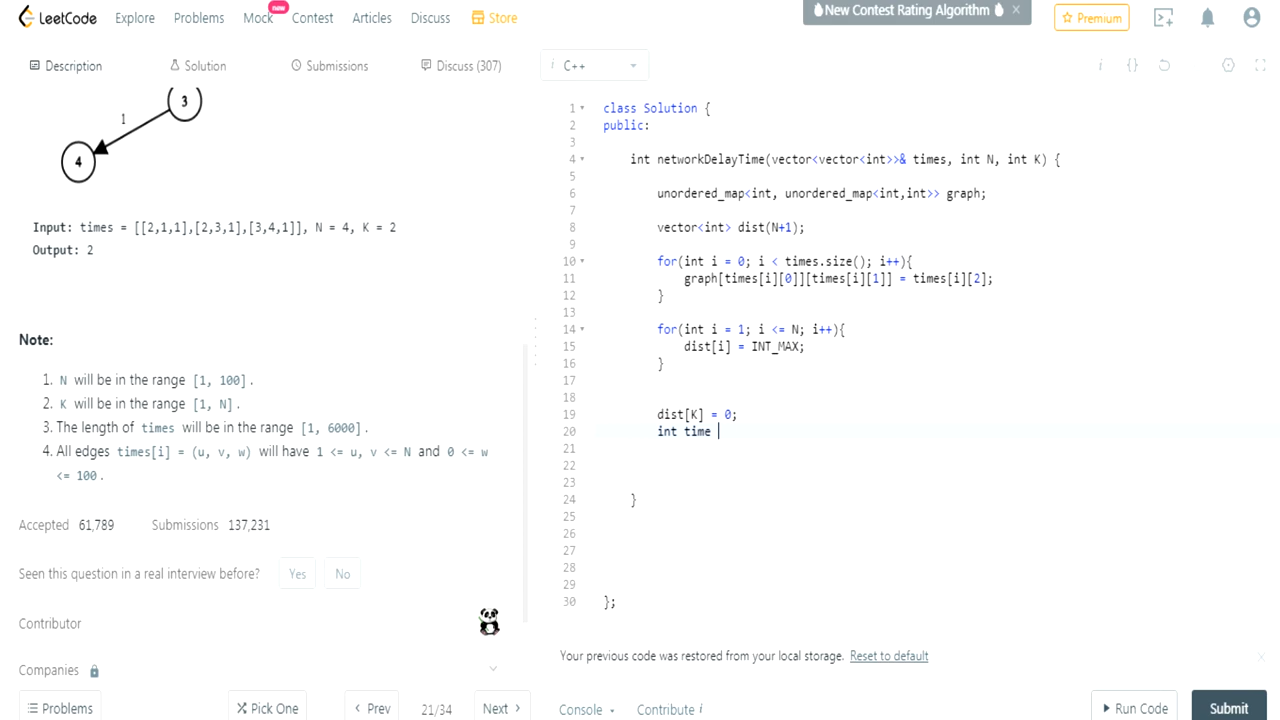 LeetCode Explore Problems Mock new Contest Articles Discuss Store
New Contest Rating Algorithm
Premium
Description Solution Submissions Discuss (307)
3
1
4
Input: times = [[2,1,1],[2,3,1],[3,4,1]], N = 4, K = 2
Output: 2
Note:
1. N will be in the range [1, 100].
2. K will be in the range [1, N].
3. The length of times will be in the range [1, 6000].
4. All edges times[i] = (u, v, w) will have 1 <= u, v <= N and 0 <= w
<= 100.
Accepted 61,789 Submissions 137,231
Seen this question in a real interview before? Yes No
Contributor
Companies
Problems Pick One Prev 21/34 Next
i C++
i {}
1 class Solution {
2 public:
3
4 int networkDelayTime(vector<vector<int>>& times, int N, int K) {
5
6 unordered_map<int, unordered_map<int,int>> graph;
7
8 vector<int> dist(N+1);
9
10 for(int i = 0; i < times.size(); i++){
11 graph[times[i][0]][times[i][1]] = times[i][2];
12 }
13
14 for(int i = 1; i <= N; i++){
15 dist[i] = INT_MAX;
16 }
17
18
19 dist[K] = 0;
20 int time
21
22
23
24 }
25
26
27
28
29
30 };
Your previous code was restored from your local storage. Reset to default
Console Contribute i Run Code Submit